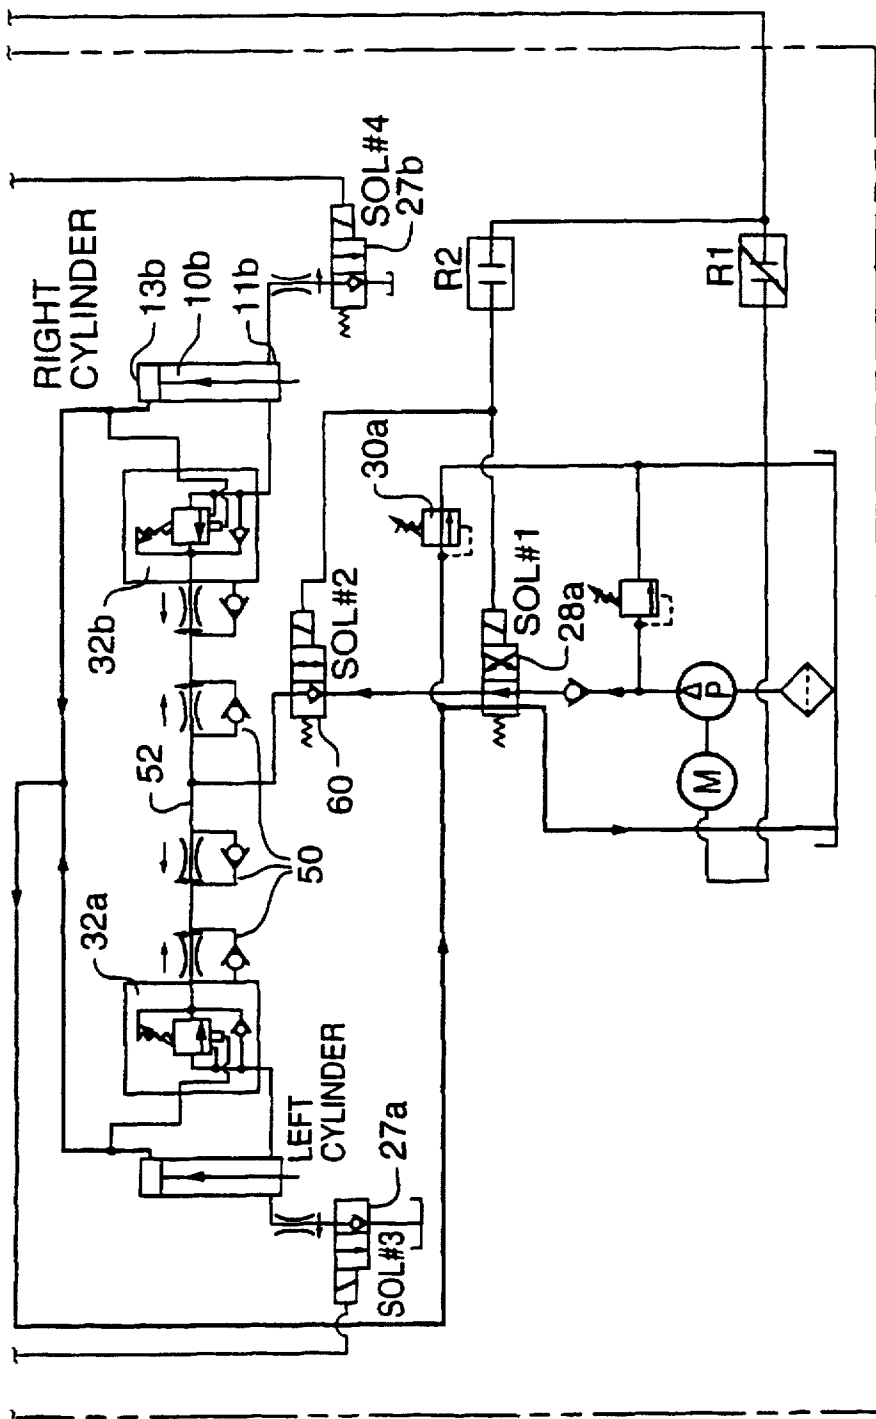 RIGHT
CYLINDER
13b
10b
11b
SOL#4
27b
R2
R1
32b
SOL#2
60
30a
SOL#1
28a
52
50
32a
P
M
LEFT
CYLINDER
27a
SOL#3